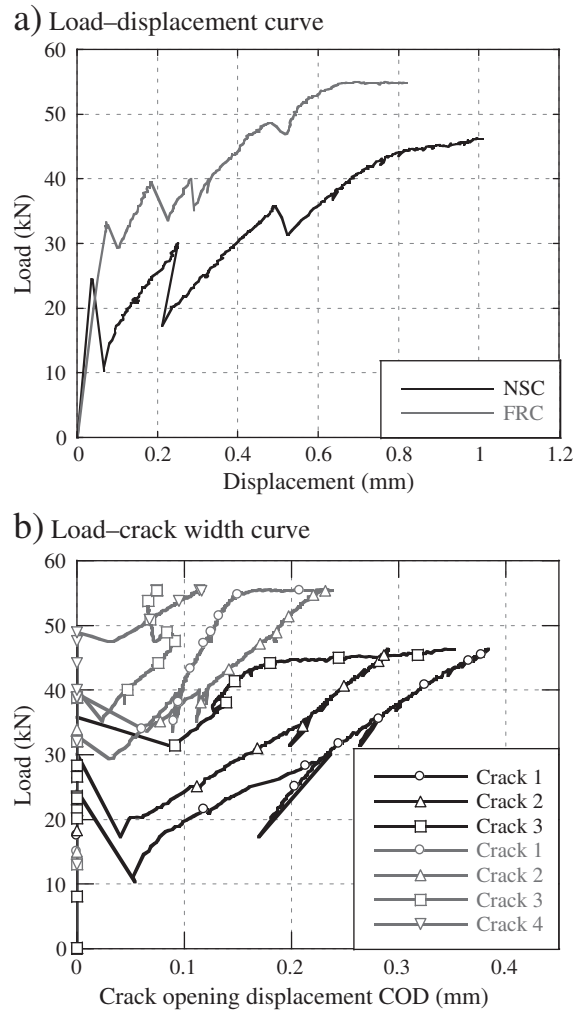 a) Load–displacement curve
60
50
40
30
20
10
0
Load (kN)
NSC
FRC
0 0.2 0.4 0.6 0.8 1 1.2
Displacement (mm)
b) Load–crack width curve
60
50
40
30
20
10
0
Load (kN)
Crack 1
Crack 2
Crack 3
Crack 1
Crack 2
Crack 3
Crack 4
0 0.1 0.2 0.3 0.4
Crack opening displacement COD (mm)